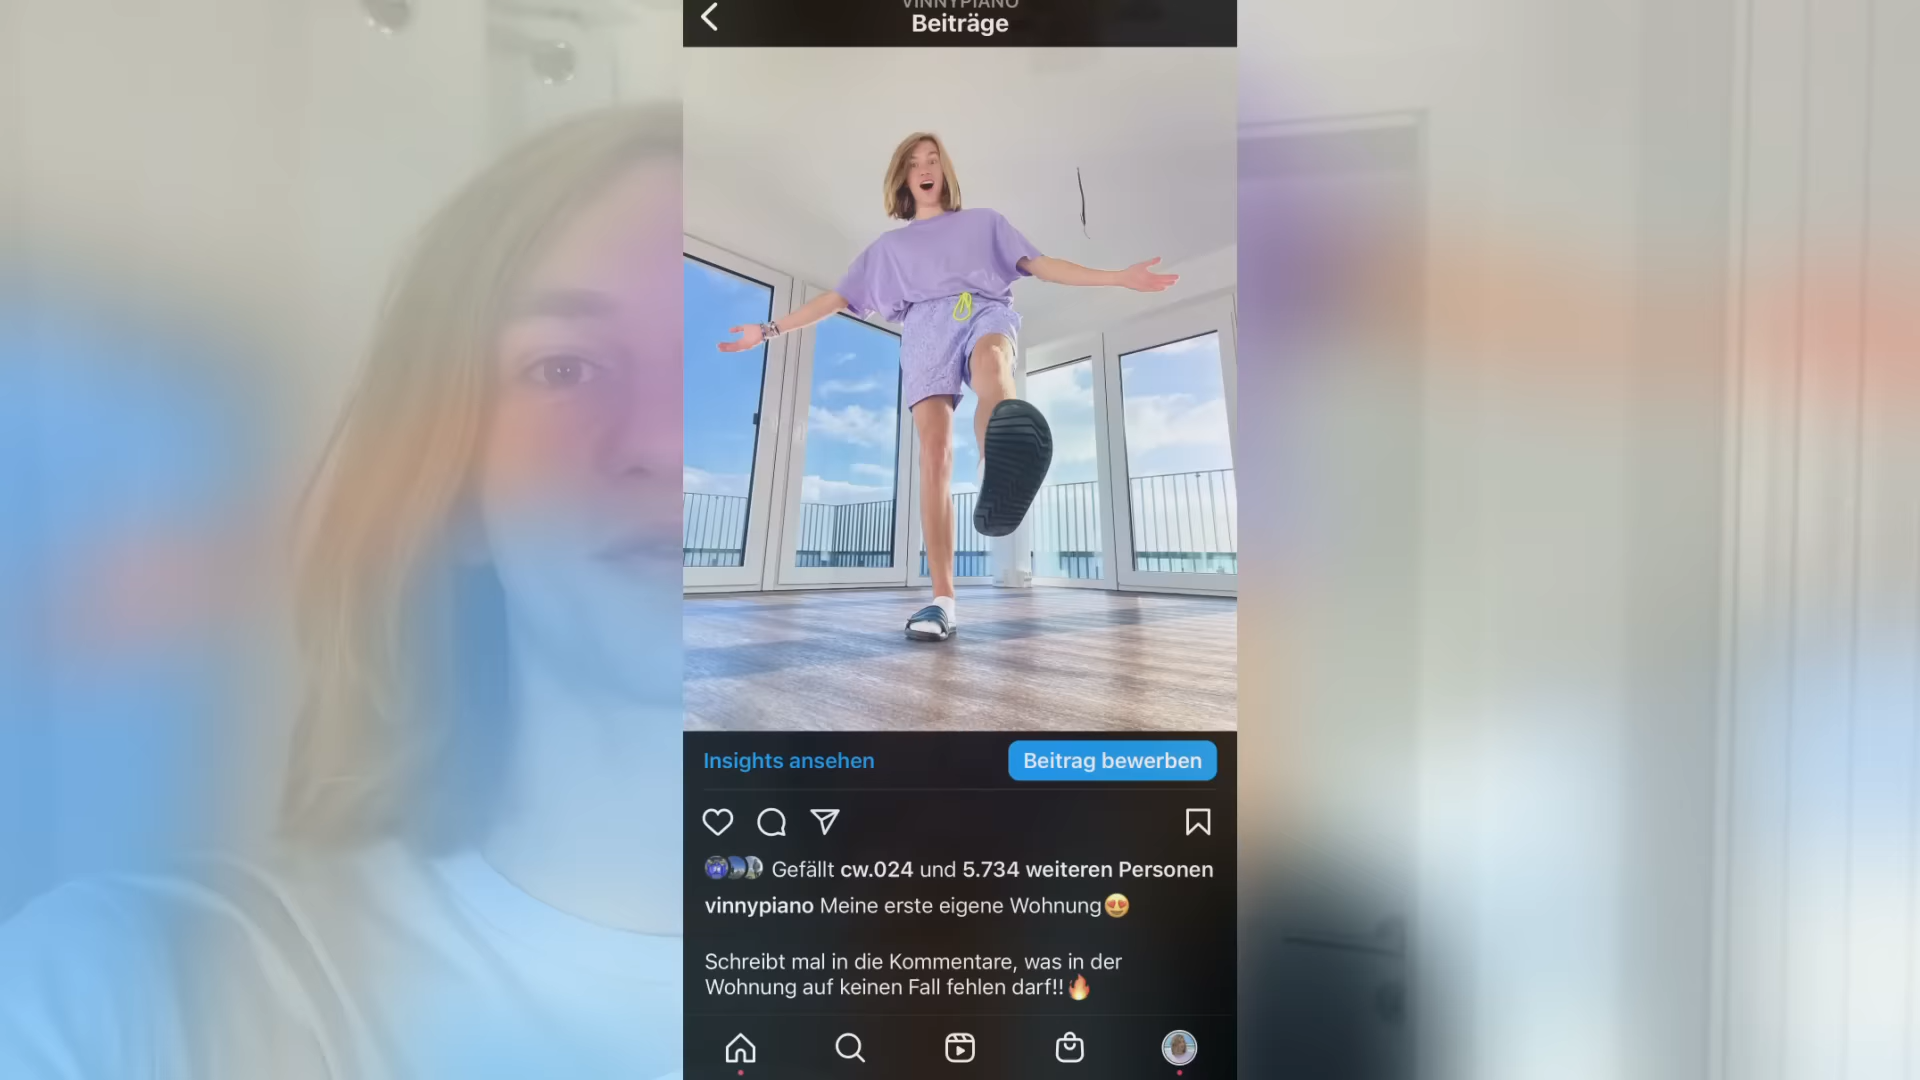 VINNYPIANO
Beiträge
Insights ansehen
Beitrag bewerben
Gefällt cw.024 und 5.734 weiteren Personen
vinnypiano Meine erste eigene Wohnung😍
Schreibt mal in die Kommentare, was in der
Wohnung auf keinen Fall fehlen darf!!🔥